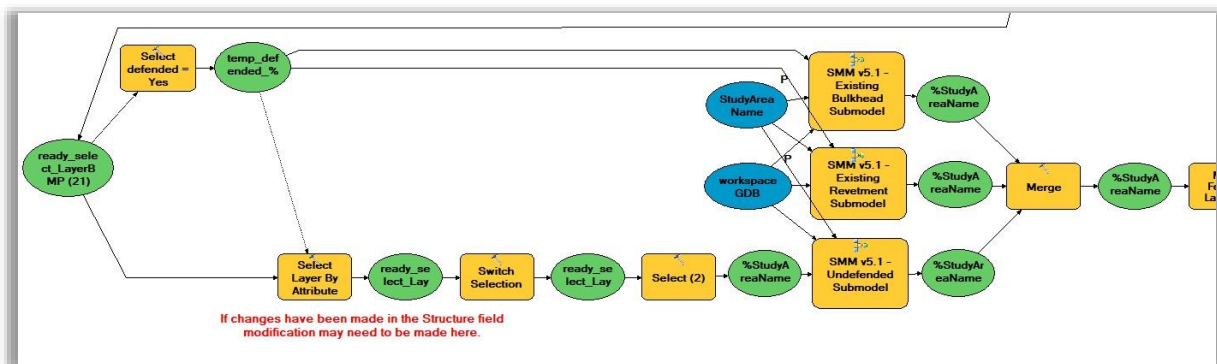 Select
defended =
Yes
temp_def
ended_%
ready_sele
ct_LayerB
MP (21)
P
StudyArea
Name
P
workspace
GDB
SMM v5.1 -
Existing
Bulkhead
Submodel
%StudyA
reaName
SMM v5.1 -
Existing
Revetment
Submodel
%StudyA
reaName
Merge
%StudyA
reaName
Select
Layer By
Attribute
ready_se
lect_Lay
Switch
Selection
ready_se
lect_Lay
Select (2)
%StudyA
reaName
SMM v5.1 -
Undefended
Submodel
%StudyAr
eaName
If changes have been made in the Structure field
modification may need to be made here.